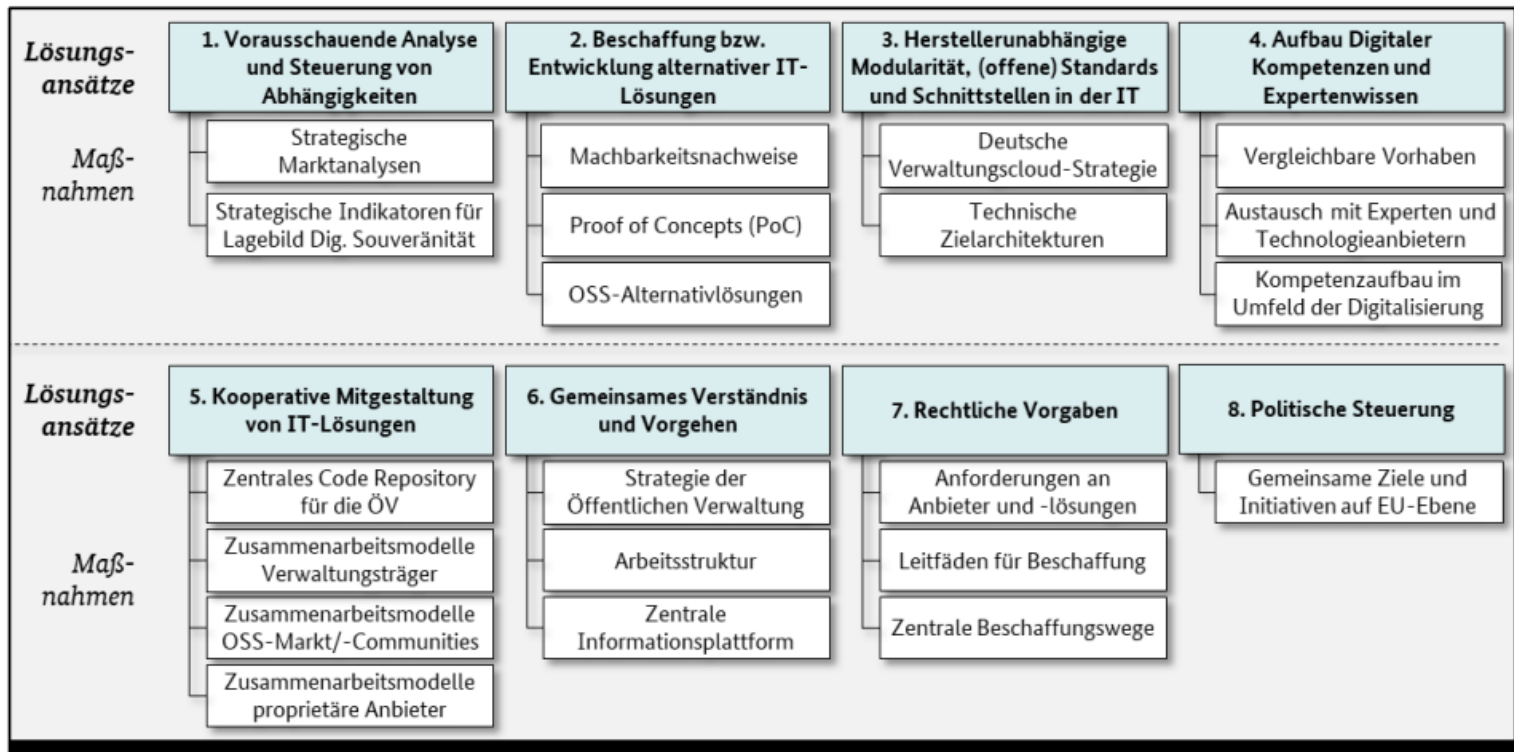 Lösungs-
ansätze
1. Vorausschauende Analyse
und Steuerung von
Abhängigkeiten
2. Beschaffung bzw.
Entwicklung alternativer IT-
Lösungen
3. Herstellerunabhängige
Modularität, (offene) Standards
und Schnittstellen in der IT
4. Aufbau Digitaler
Kompetenzen und
Expertenwissen
Maß-
nahmen
Strategische
Marktanalysen
Strategische Indikatoren für
Lagebild Dig. Souveränität
Machbarkeitsnachweise
Proof of Concepts (PoC)
OSS-Alternativlösungen
Deutsche
Verwaltungscloud-Strategie
Technische
Zielarchitekturen
Vergleichbare Vorhaben
Austausch mit Experten und
Technologieanbietern
Kompetenzaufbau im
Umfeld der Digitalisierung
Lösungs-
ansätze
5. Kooperative Mitgestaltung
von IT-Lösungen
6. Gemeinsames Verständnis
und Vorgehen
7. Rechtliche Vorgaben
8. Politische Steuerung
Maß-
nahmen
Zentrales Code Repository
für die ÖV
Zusammenarbeitsmodelle
Verwaltungsträger
Zusammenarbeitsmodelle
OSS-Markt/-Communities
Zusammenarbeitsmodelle
proprietäre Anbieter
Strategie der
Öffentlichen Verwaltung
Arbeitsstruktur
Zentrale
Informationsplattform
Anforderungen an
Anbieter und -lösungen
Leitfäden für Beschaffung
Zentrale Beschaffungswege
Gemeinsame Ziele und
Initiativen auf EU-Ebene